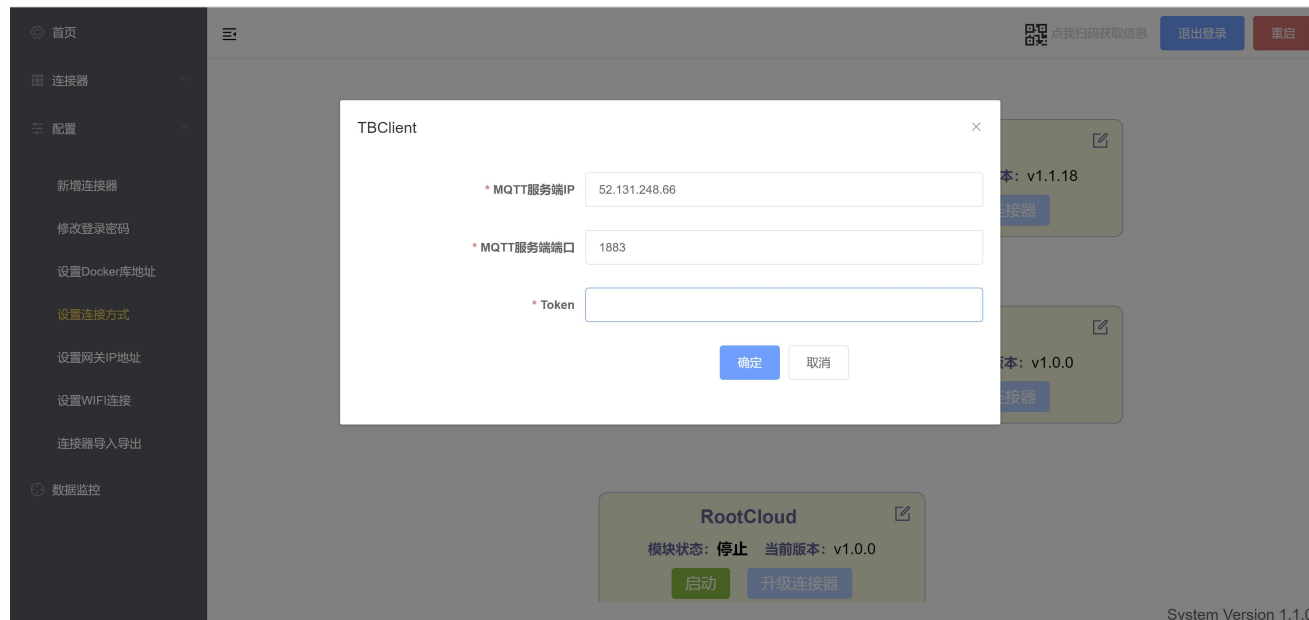 首页
点我扫码获取信息 退出登录 重启
连接器
配置
新增连接器
修改登录密码
设置Docker库地址
设置连接方式
设置网关IP地址
设置WIFI连接
连接器导入导出
数据监控
TBClient
* MQTT服务端IP 52.131.248.66
* MQTT服务端端口 1883
* Token
确定 取消
本：v1.1.18
接器
本：v1.0.0
接器
RootCloud
模块状态：停止 当前版本：v1.0.0
启动 升级连接器
System Version 1.1.0